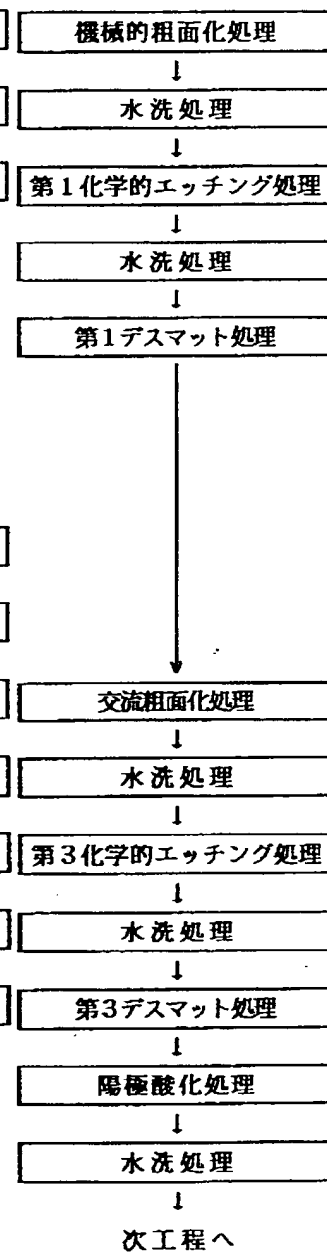 機械的粗面化処理
↓
水洗処理
↓
第1化学的エッチング処理
↓
水洗処理
↓
第1デスマット処理
↓
交流粗面化処理
↓
水洗処理
↓
第3化学的エッチング処理
↓
水洗処理
↓
第3デスマット処理
↓
陽極酸化処理
↓
水洗処理
↓
次工程へ